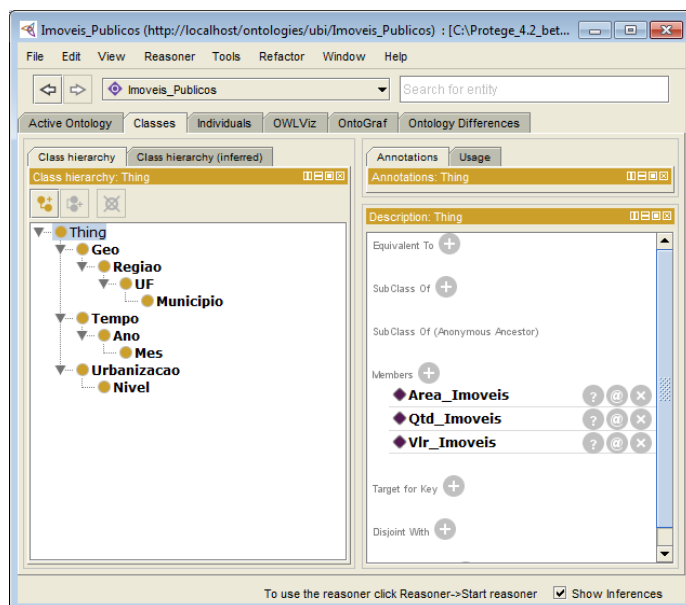 Imoveis_Publicos (http://localhost/ontologies/ubi/Imoveis_Publicos) : [C:\Protege_4.2_bet...
File Edit View Reasoner Tools Refactor Window Help
Imoveis_Publicos
Search for entity
Active Ontology Classes Individuals OWLViz OntoGraf Ontology Differences
Class hierarchy Class hierarchy (inferred)
Class hierarchy: Thing
Thing
Geo
Regiao
UF
Municipio
Tempo
Ano
Mes
Urbanizacao
Nivel
Annotations Usage
Annotations: Thing
Description: Thing
Equivalent To
SubClass Of
SubClass Of (Anonymous Ancestor)
Members
Area_Imoveis
Qtd_Imoveis
Vlr_Imoveis
Target for Key
Disjoint With
To use the reasoner click Reasoner->Start reasoner Show Inferences